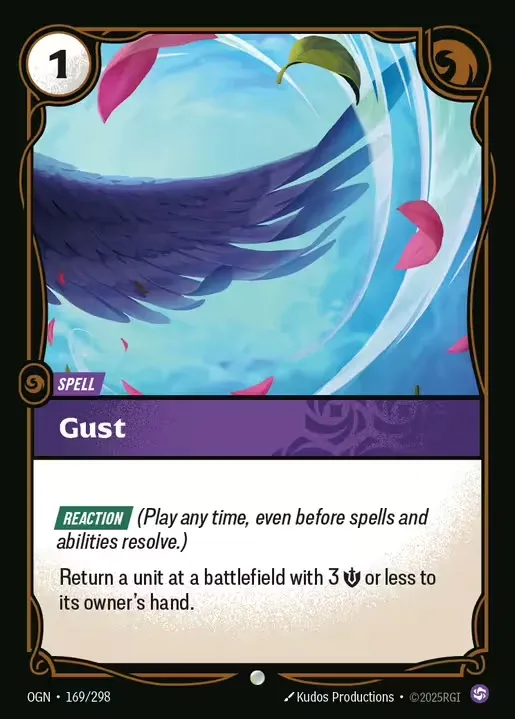 1
SPELL
Gust
REACTION (Play any time, even before spells and
abilities resolve.)
Return a unit at a battlefield with 3 or less to
its owner's hand.
OGN • 169/298
Kudos Productions • ©2025RGI